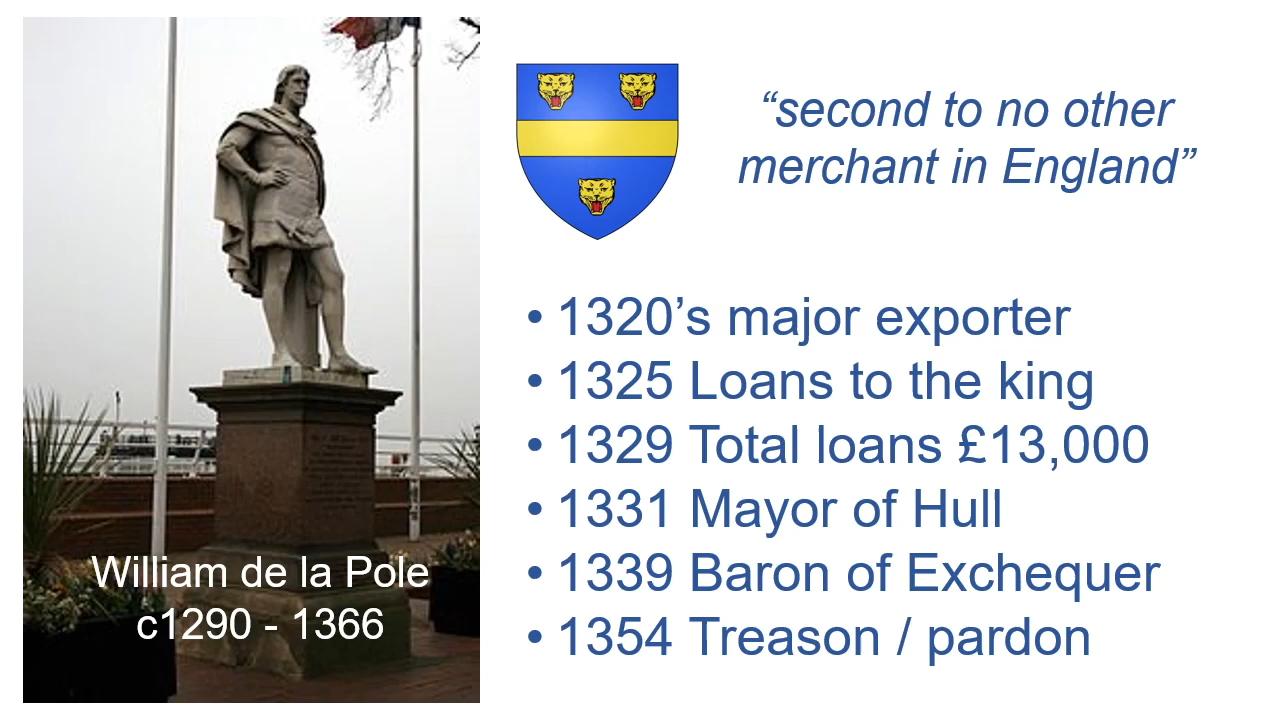 “second to no other
merchant in England”
• 1320’s major exporter
• 1325 Loans to the king
• 1329 Total loans £13,000
• 1331 Mayor of Hull
• 1339 Baron of Exchequer
• 1354 Treason / pardon
William de la Pole
c1290 - 1366